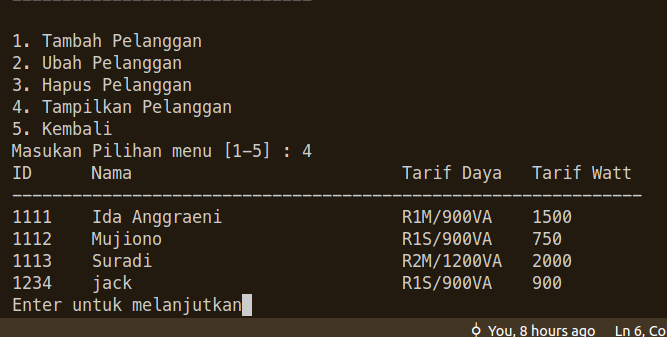 1. Tambah Pelanggan
2. Ubah Pelanggan
3. Hapus Pelanggan
4. Tampilkan Pelanggan
5. Kembali
Masukan Pilihan menu [1-5] : 4
ID Nama Tarif Daya Tarif Watt
1111 Ida Anggraeni R1M/900VA 1500
1112 Mujiono R1S/900VA 750
1113 Suradi R2M/1200VA 2000
1234 jack R1S/900VA 900
Enter untuk melanjutkan
You, 8 hours ago Ln 6, Co